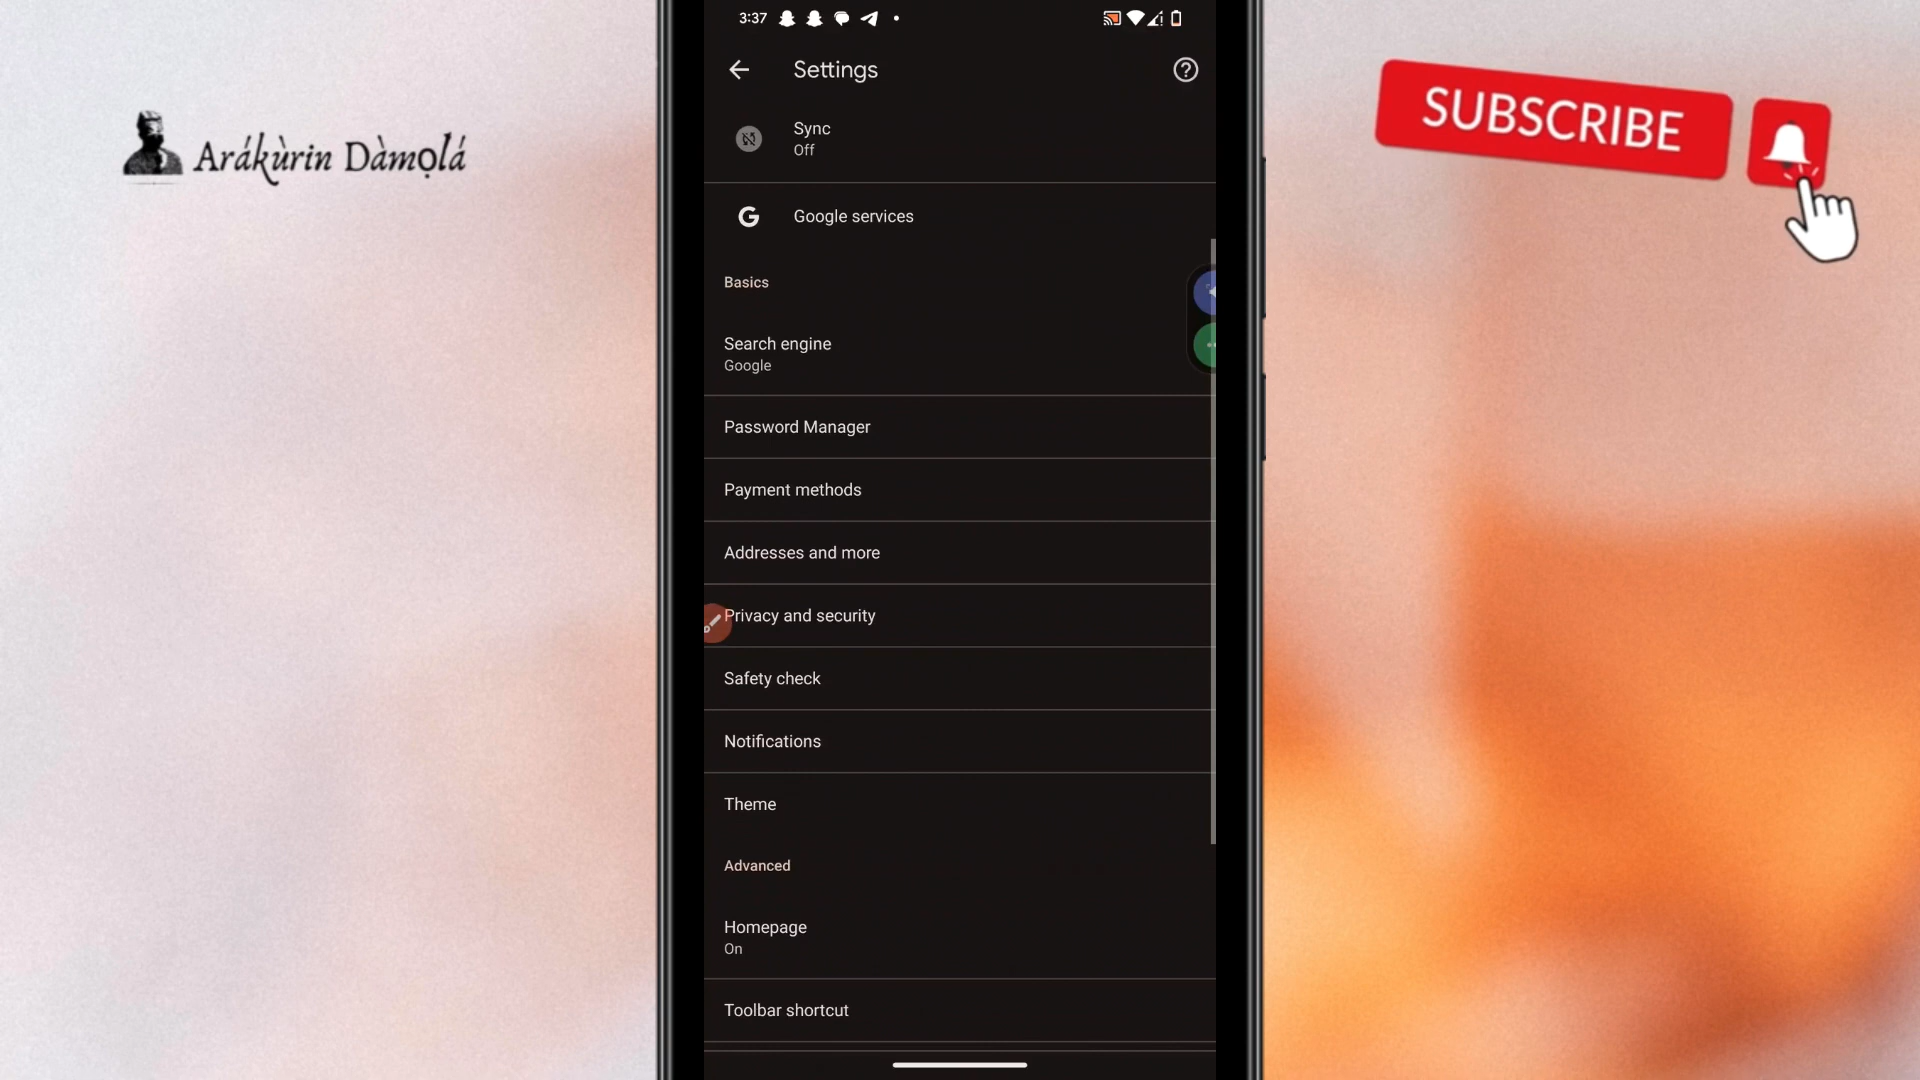 3:37
Settings
Sync
Off
Google services
Basics
Search engine
Google
Password Manager
Payment methods
Addresses and more
Privacy and security
Safety check
Notifications
Theme
Advanced
Homepage
On
Toolbar shortcut
Arákùrin Dàmọlá
SUBSCRIBE